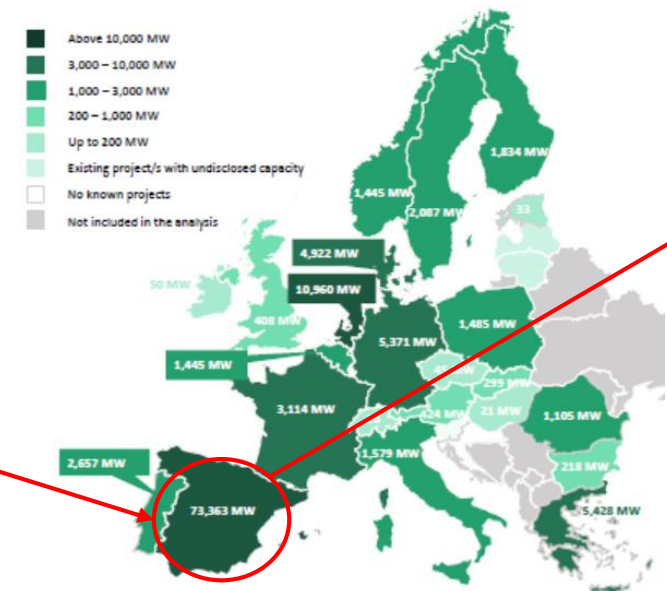 Above 10,000 MW
3,000 – 10,000 MW
1,000 – 3,000 MW
200 – 1,000 MW
Up to 200 MW
Existing project/s with undisclosed capacity
No known projects
Not included in the analysis
1,834 MW
1,445 MW
2,087 MW
33
4,922 MW
50 MW
10,960 MW
408 MW
1,485 MW
5,371 MW
1,445 MW
MW
299 MW
3,114 MW
424 MW
21 MW
1,105 MW
1,579 MW
2,657 MW
218 MW
73,363 MW
5,428 MW